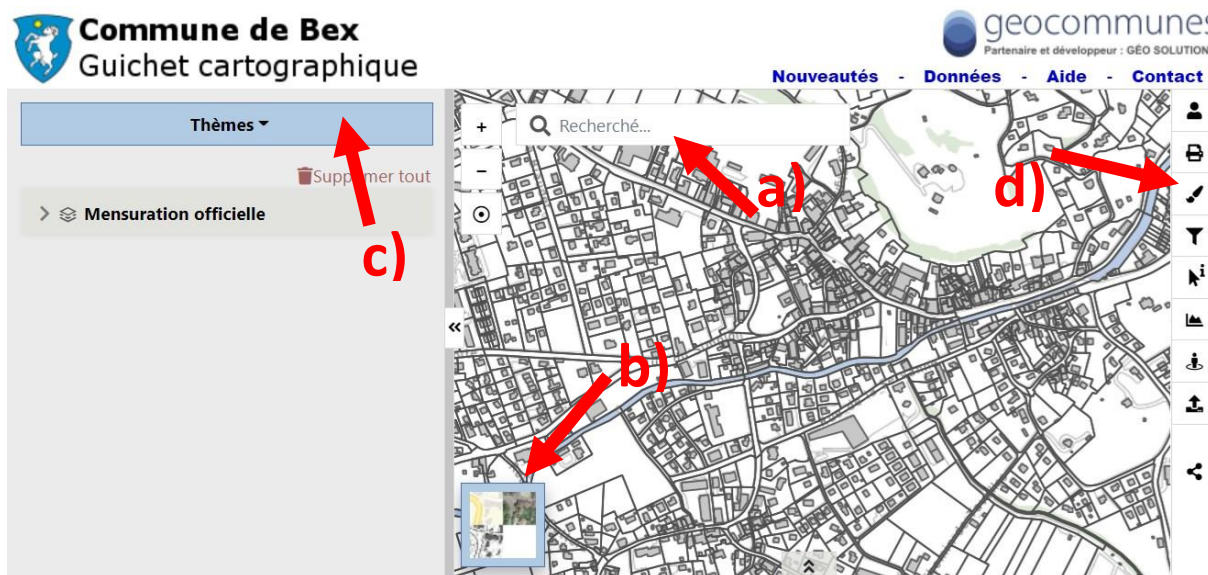 Commune de Bex
Guichet cartographique
geocommunes
Partenaire et développeur : GÉO SOLUTION
Nouveautés - Données - Aide - Contact
Thèmes
+
Recherché...
−
Supprimer tout
Mensuration officielle
a)
b)
c)
d)